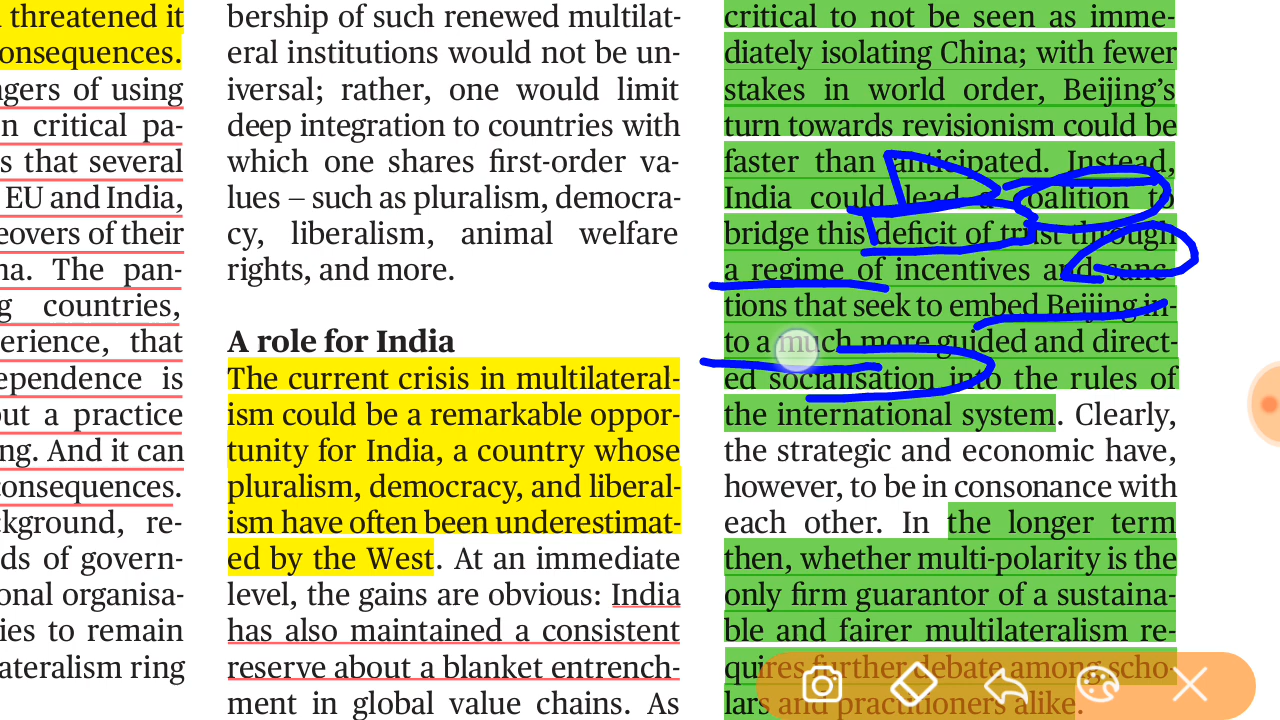 threatened it
onsequences.
gers of using
n critical pa-
s that several
EU and India,
eovers of their
na. The pan-
g countries,
erience, that
ependence is
out a practice
ng. And it can
consequences.
ckground, re-
ds of govern-
onal organisa-
ies to remain
ateralism ring
bership of such renewed multilat-
eral institutions would not be un-
iversal; rather, one would limit
deep integration to countries with
which one shares first-order va-
lues – such as pluralism, democra-
cy, liberalism, animal welfare
rights, and more.
A role for India
The current crisis in multilateral-
ism could be a remarkable oppor-
tunity for India, a country whose
pluralism, democracy, and liberal-
ism have often been underestimat-
ed by the West. At an immediate
level, the gains are obvious: India
has also maintained a consistent
reserve about a blanket entrench-
ment in global value chains. As
critical to not be seen as imme-
diately isolating China; with fewer
stakes in world order, Beijing's
turn towards revisionism could be
faster than anticipated. Instead,
India could lead a coalition to
bridge this deficit of trust through
a regime of incentives and sanc-
tions that seek to embed Beijing in-
to a much more guided and direct-
ed socialisation into the rules of
the international system. Clearly,
the strategic and economic have,
however, to be in consonance with
each other. In the longer term
then, whether multi-polarity is the
only firm guarantor of a sustaina-
ble and fairer multilateralism re-
quires further debate among scho-
lars and practitioners alike.